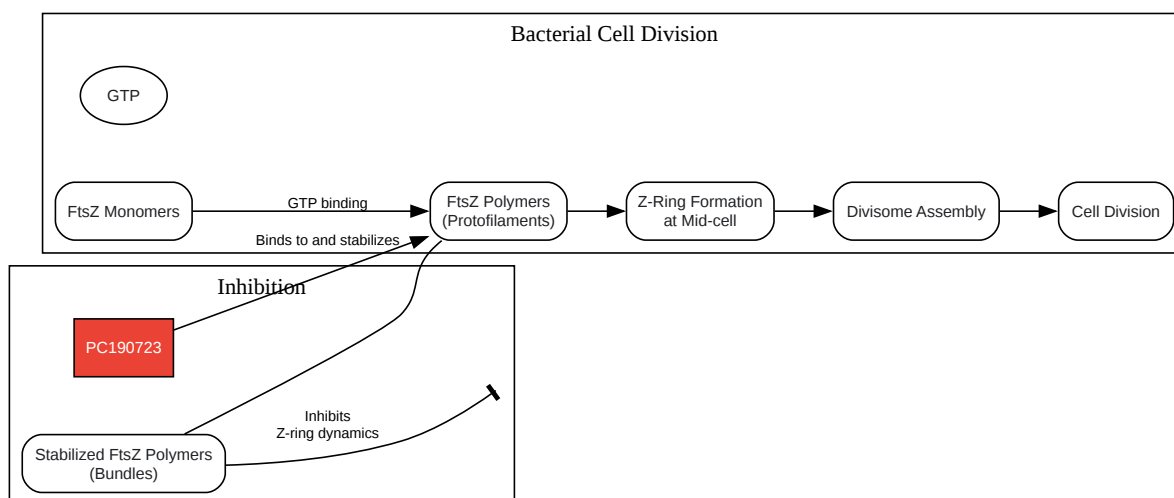 Bacterial Cell Division
GTP
FtsZ Monomers
GTP binding
FtsZ Polymers
(Protofilaments)
Z-Ring Formation
at Mid-cell
Divisome Assembly
Cell Division
Binds to and stabilizes
Inhibition
PC190723
Inhibits
Z-ring dynamics
Stabilized FtsZ Polymers
(Bundles)